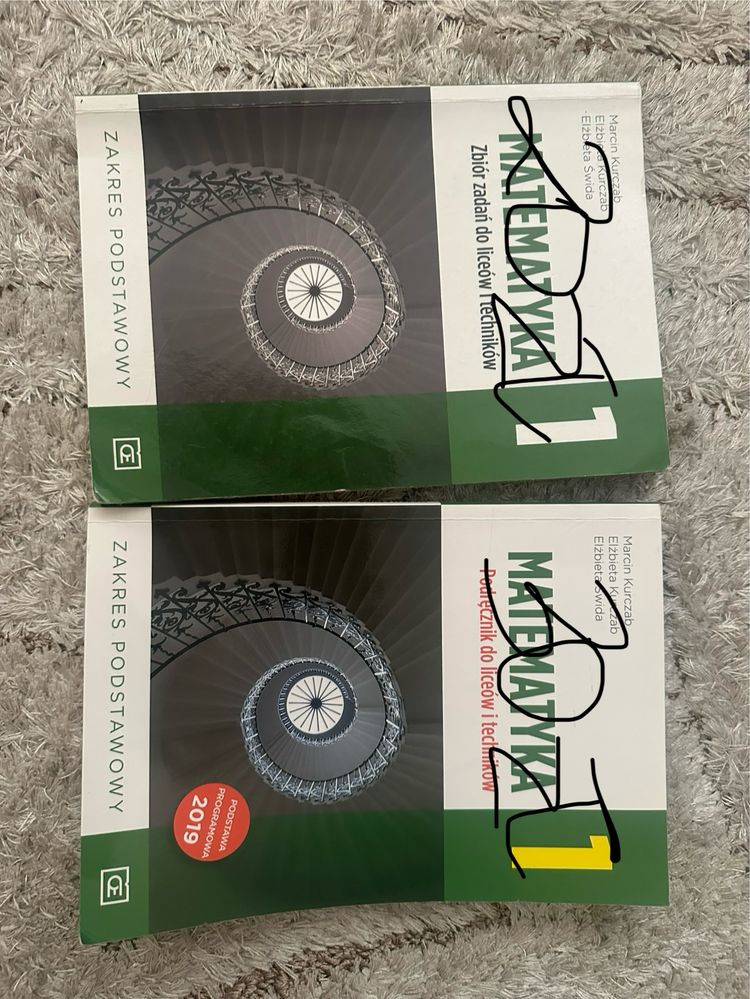 Marcin Kurczab
Elżbieta Kurczab
Elżbieta Świda
MATEMATYKA 1
Zbiór zadań do liceów i techników
ZAKRES PODSTAWOWY
Marcin Kurczab
Elżbieta Kurczab
Elżbieta Świda
MATEMATYKA 1
Podręcznik do liceów i techników
PODSTAWA
PROGRAMOWA
2019
ZAKRES PODSTAWOWY